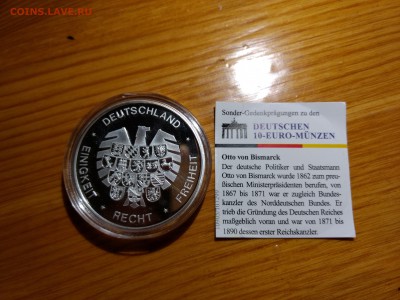 COINS.LAVE.RU
DEUTSCHLAND
EINIGKEIT
RECHT
FREIHEIT
Sonder-Gedenkprägungen zu den
DEUTSCHEN
10-EURO-MÜNZEN
Otto von Bismarck
Der deutsche Politiker und Staatsmann
Otto von Bismarck wurde 1862 zum preu-
ßischen Ministerpräsidenten berufen, von
1867 bis 1871 war er zugleich Bundes-
kanzler des Norddeutschen Bundes. Er
trieb die Gründung des Deutschen Reiches
maßgeblich voran und war von 1871 bis
1890 dessen erster Reichskanzler.